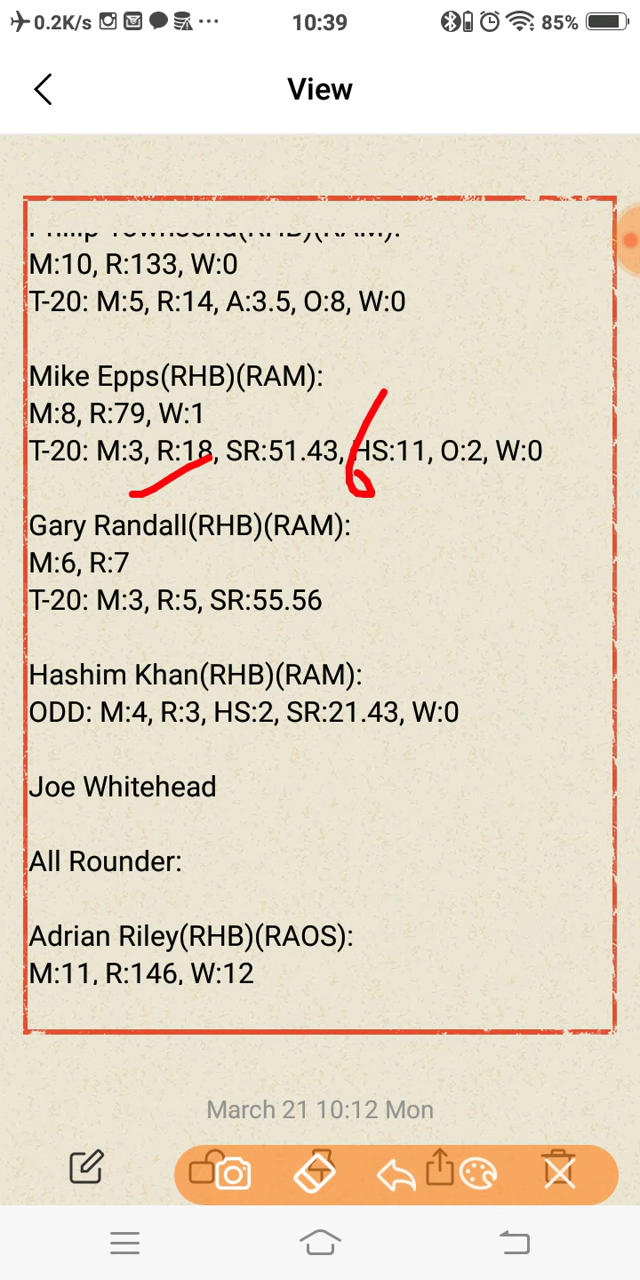 0.2K/s
10:39
85%
View
M:10, R:133, W:0
T-20: M:5, R:14, A:3.5, O:8, W:0
Mike Epps(RHB)(RAM):
M:8, R:79, W:1
T-20: M:3, R:18, SR:51.43, HS:11, O:2, W:0
Gary Randall(RHB)(RAM):
M:6, R:7
T-20: M:3, R:5, SR:55.56
Hashim Khan(RHB)(RAM):
ODD: M:4, R:3, HS:2, SR:21.43, W:0
Joe Whitehead
All Rounder:
Adrian Riley(RHB)(RAOS):
M:11, R:146, W:12
March 21 10:12 Mon